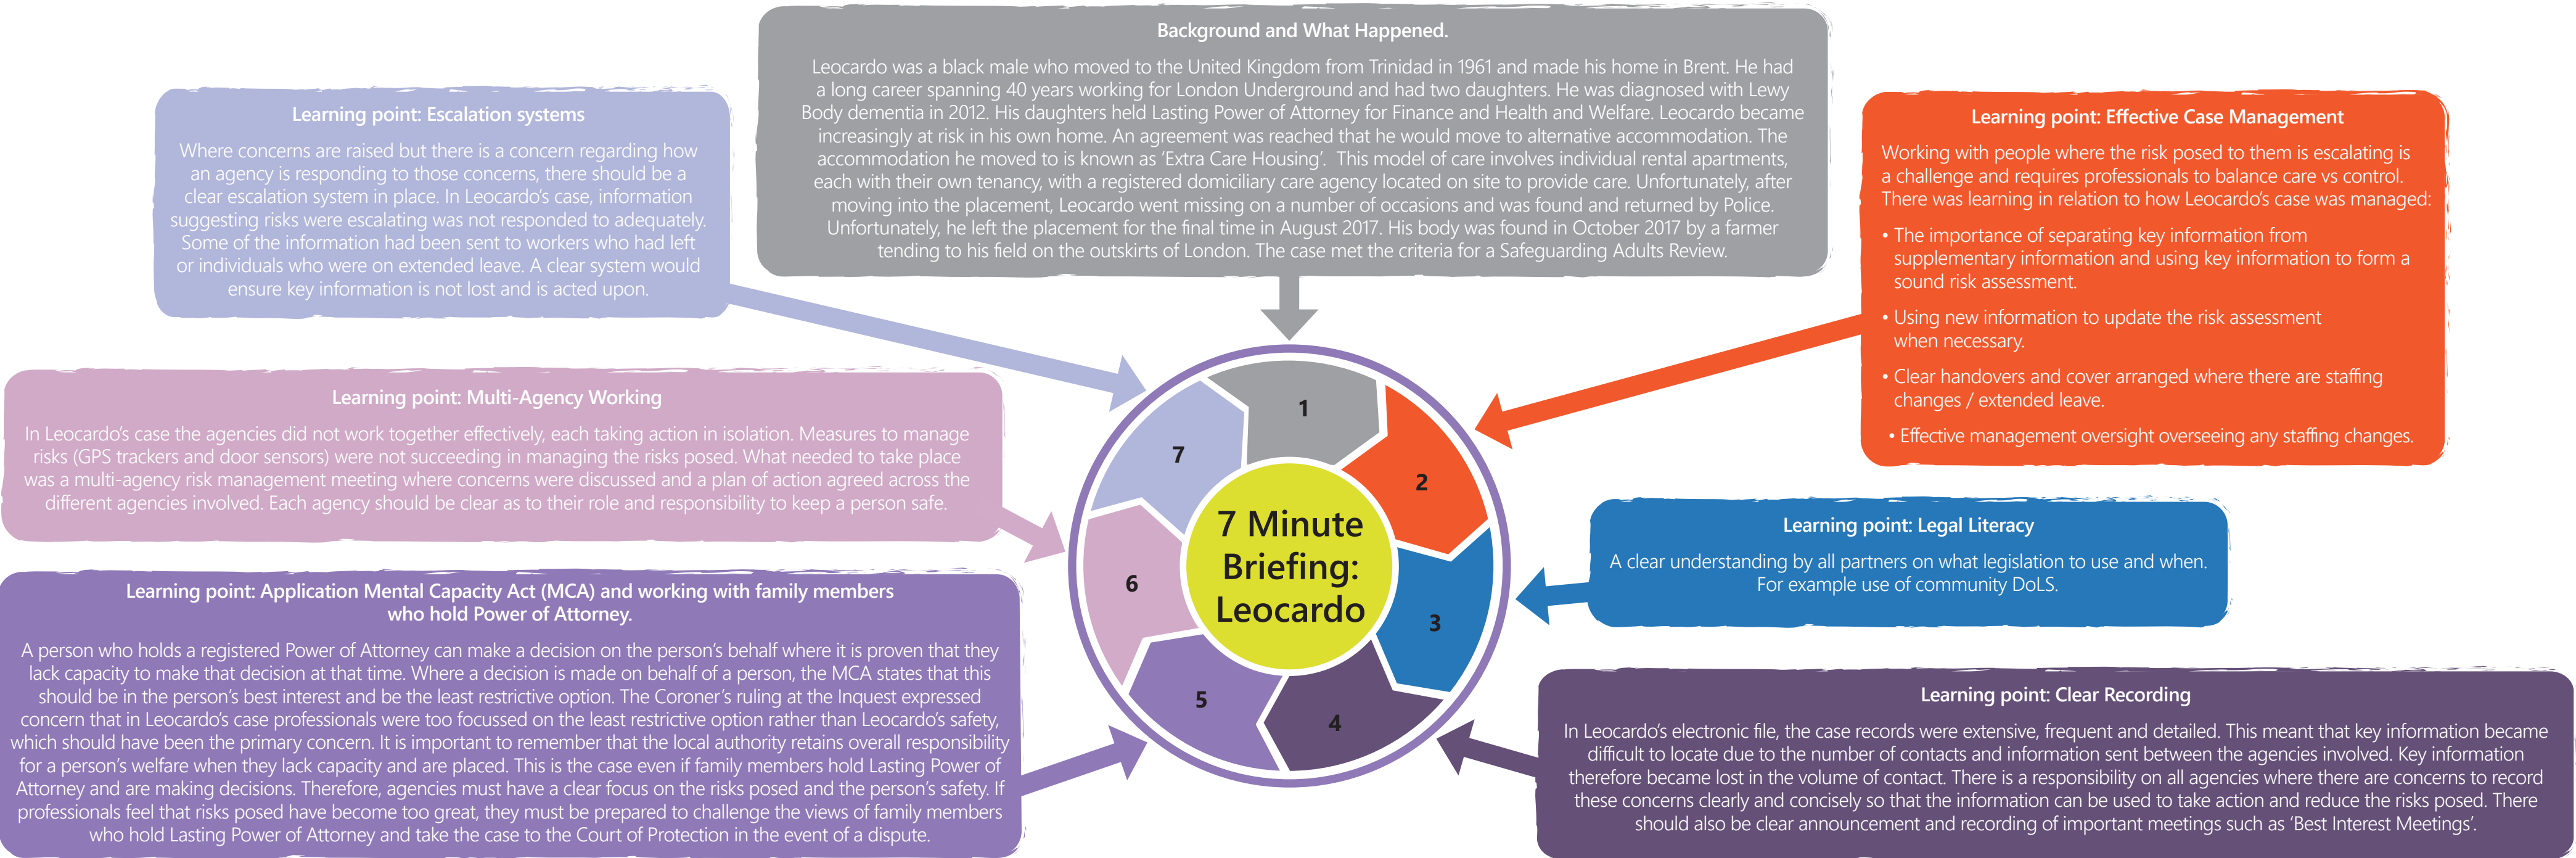 Background and What Happened.
Leocardo was a black male who moved to the United Kingdom from Trinidad in 1961 and made his home in Brent. He had
a long career spanning 40 years working for London Underground and had two daughters. He was diagnosed with Lewy
Body dementia in 2012. His daughters held Lasting Power of Attorney for Finance and Health and Welfare. Leocardo became
increasingly at risk in his own home. An agreement was reached that he would move to alternative accommodation. The
accommodation he moved to is known as ‘Extra Care Housing’. This model of care involves individual rental apartments,
each with their own tenancy, with a registered domiciliary care agency located on site to provide care. Unfortunately, after
moving into the placement, Leocardo went missing on a number of occasions and was found and returned by Police.
Unfortunately, he left the placement for the final time in August 2017. His body was found in October 2017 by a farmer
tending to his field on the outskirts of London. The case met the criteria for a Safeguarding Adults Review.
Learning point: Effective Case Management
Working with people where the risk posed to them is escalating is
a challenge and requires professionals to balance care vs control.
There was learning in relation to how Leocardo’s case was managed:
• The importance of separating key information from
supplementary information and using key information to form a
sound risk assessment.
• Using new information to update the risk assessment
when necessary.
• Clear handovers and cover arranged where there are staffing
changes / extended leave.
• Effective management oversight overseeing any staffing changes.
Learning point: Legal Literacy
A clear understanding by all partners on what legislation to use and when.
For example use of community DoLS.
Learning point: Clear Recording
In Leocardo’s electronic file, the case records were extensive, frequent and detailed. This meant that key information became
difficult to locate due to the number of contacts and information sent between the agencies involved. Key information
therefore became lost in the volume of contact. There is a responsibility on all agencies where there are concerns to record
these concerns clearly and concisely so that the information can be used to take action and reduce the risks posed. There
should also be clear announcement and recording of important meetings such as ‘Best Interest Meetings’.
Learning point: Application Mental Capacity Act (MCA) and working with family members
who hold Power of Attorney.
A person who holds a registered Power of Attorney can make a decision on the person’s behalf where it is proven that they
lack capacity to make that decision at that time. Where a decision is made on behalf of a person, the MCA states that this
should be in the person’s best interest and be the least restrictive option. The Coroner’s ruling at the Inquest expressed
concern that in Leocardo’s case professionals were too focussed on the least restrictive option rather than Leocardo’s safety,
which should have been the primary concern. It is important to remember that the local authority retains overall responsibility
for a person’s welfare when they lack capacity and are placed. This is the case even if family members hold Lasting Power of
Attorney and are making decisions. Therefore, agencies must have a clear focus on the risks posed and the person’s safety. If
professionals feel that risks posed have become too great, they must be prepared to challenge the views of family members
who hold Lasting Power of Attorney and take the case to the Court of Protection in the event of a dispute.
Learning point: Multi-Agency Working
In Leocardo’s case the agencies did not work together effectively, each taking action in isolation. Measures to manage
risks (GPS trackers and door sensors) were not succeeding in managing the risks posed. What needed to take place
was a multi-agency risk management meeting where concerns were discussed and a plan of action agreed across the
different agencies involved. Each agency should be clear as to their role and responsibility to keep a person safe.
Learning point: Escalation systems
Where concerns are raised but there is a concern regarding how
an agency is responding to those concerns, there should be a
clear escalation system in place. In Leocardo’s case, information
suggesting risks were escalating was not responded to adequately.
Some of the information had been sent to workers who had left
or individuals who were on extended leave. A clear system would
ensure key information is not lost and is acted upon.
7 Minute
Briefing:
Leocardo
1
2
3
4
5
6
7